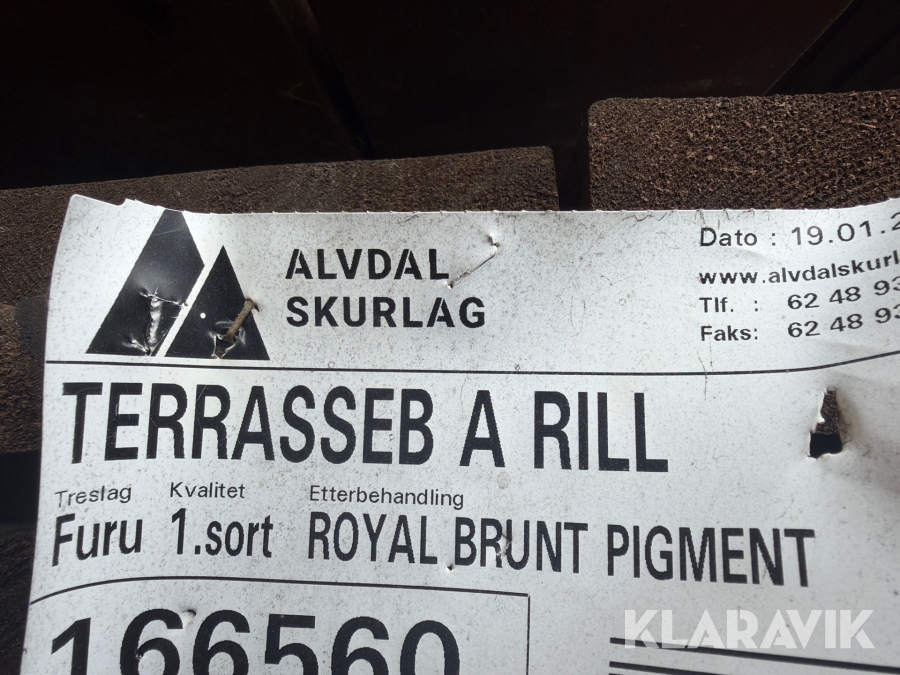 ALVDAL
SKURLAG
Dato : 19.01.2
www.alvdalskurl
Tlf. : 62 48 93
Faks: 62 48 93
TERRASSEB A RILL
Treslag Kvalitet Etterbehandling
Furu 1.sort ROYAL BRUNT PIGMENT
166560
KLARAVIK